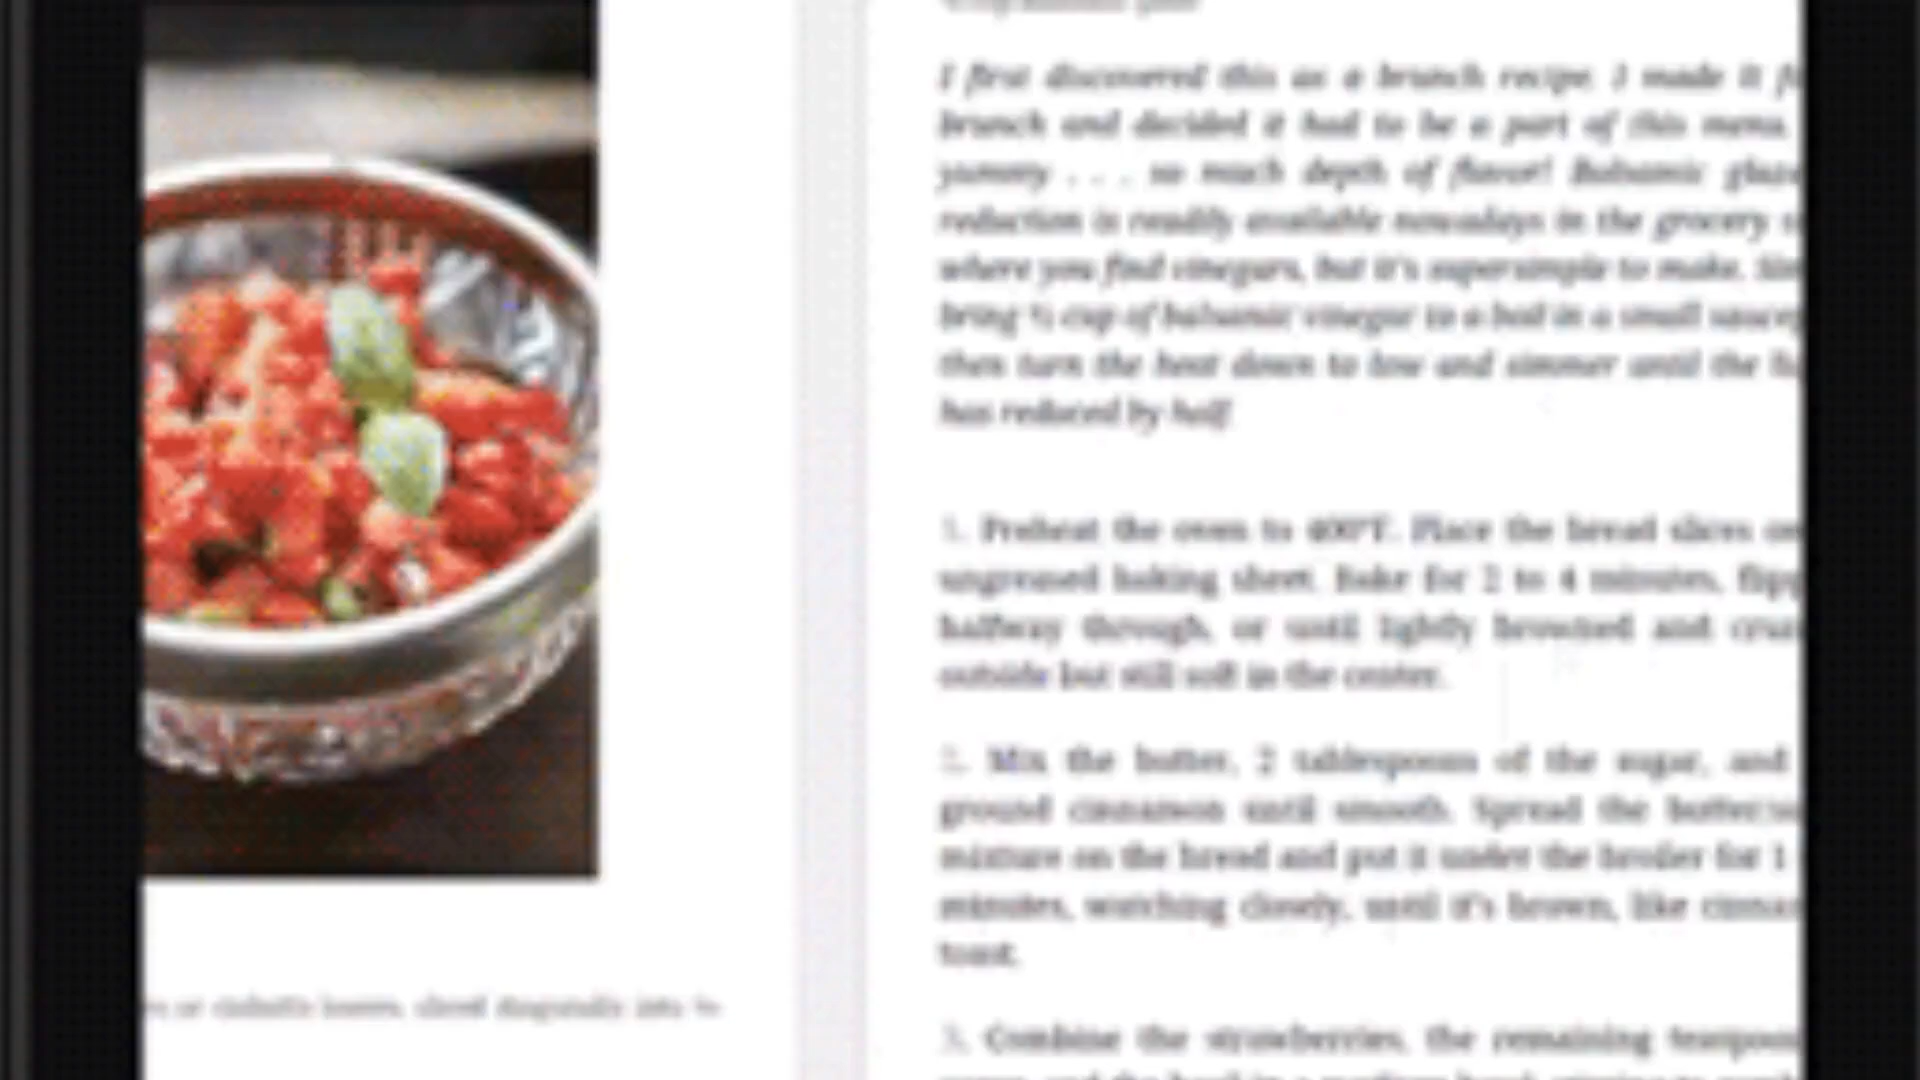 I first discovered this as a brunch recipe. I made it
brunch and decided it had to be a part of this menu.
yummy . . . so much depth of flavor! Balsamic
reduction is readily available nowadays in the grocery
where you find vinegars, but it's supersimple to make.
bring cup of balsamic vinegar to a boil in a small
then turn the heat down to low and simmer until the
has reduced by half.
1. Preheat the oven to 400°F. Place the bread slices
ungreased baking sheet. Bake for 2 to 4 minutes,
halfway through, or until lightly browned and
outside but still soft in the center.
2. Mix the butter, 2 tablespoons of the sugar, and
ground cinnamon until smooth. Spread the
mixture on the bread and put it under the broiler for 1
minutes, watching closely, until it's brown, like
toast.
or ciabatta loaves, sliced diagonally into
3. Combine the strawberries, the remaining